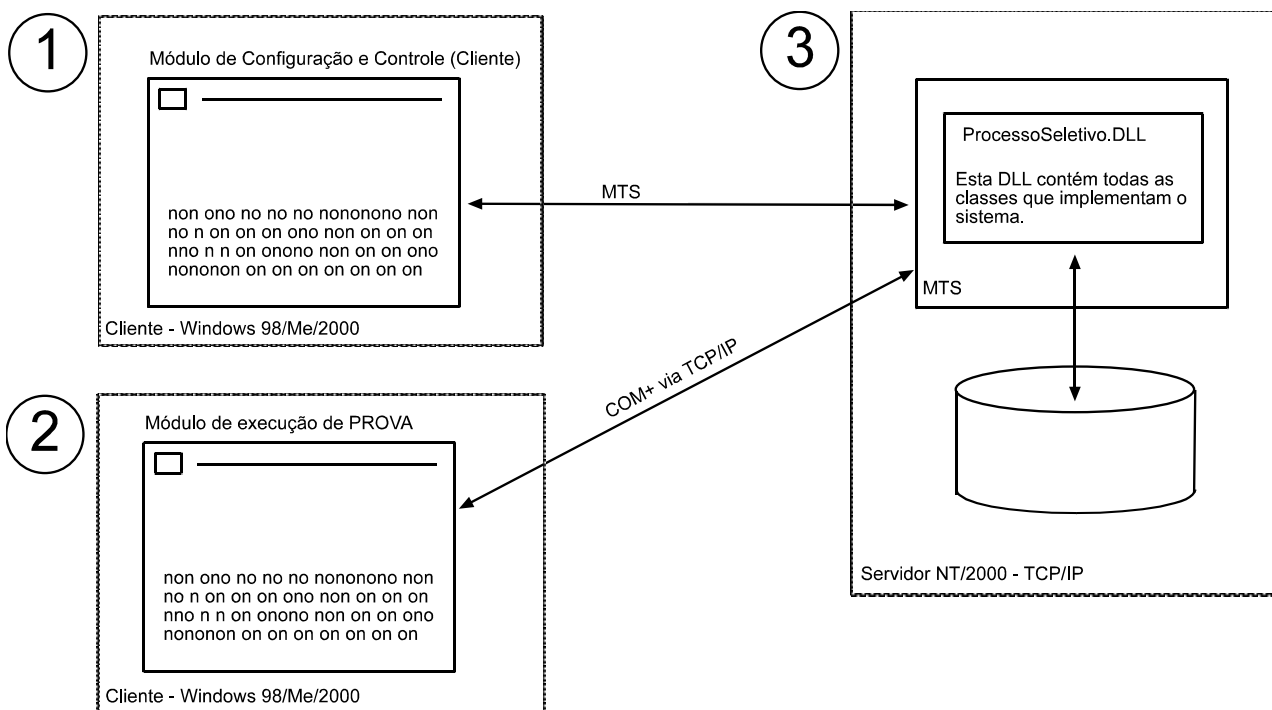 1
Módulo de Configuração e Controle (Cliente)
non ono no no no nononono non
no n on on on ono non on on on
nno n n on onono non on on ono
nononon on on on on on on on
Cliente - Windows 98/Me/2000
MTS
3
ProcessoSeletivo.DLL
Esta DLL contém todas as
classes que implementam o
sistema.
MTS
Servidor NT/2000 - TCP/IP
COM+ via TCP/IP
2
Módulo de execução de PROVA
non ono no no no nononono non
no n on on on ono non on on on
nno n n on onono non on on ono
nononon on on on on on on on
Cliente - Windows 98/Me/2000